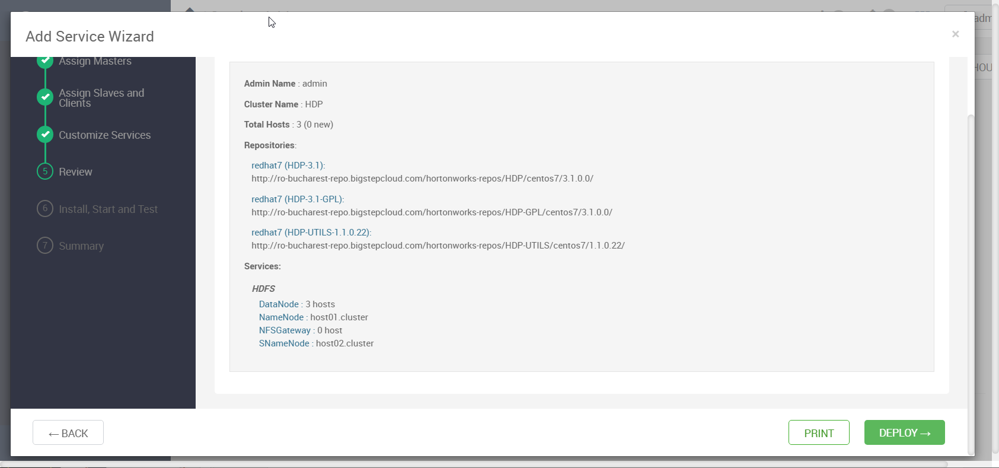 Add Service Wizard
×
adm
HOU
Assign Masters
Assign Slaves and
Clients
Customize Services
5 Review
6 Install, Start and Test
7 Summary
Admin Name : admin
Cluster Name : HDP
Total Hosts : 3 (0 new)
Repositories:
redhat7 (HDP-3.1):
http://ro-bucharest-repo.bigstepcloud.com/hortonworks-repos/HDP/centos7/3.1.0.0/
redhat7 (HDP-3.1-GPL):
http://ro-bucharest-repo.bigstepcloud.com/hortonworks-repos/HDP-GPL/centos7/3.1.0.0/
redhat7 (HDP-UTILS-1.1.0.22):
http://ro-bucharest-repo.bigstepcloud.com/hortonworks-repos/HDP-UTILS/centos7/1.1.0.22/
Services:
HDFS
DataNode : 3 hosts
NameNode : host01.cluster
NFSGateway : 0 host
SNameNode : host02.cluster
← BACK
PRINT
DEPLOY →